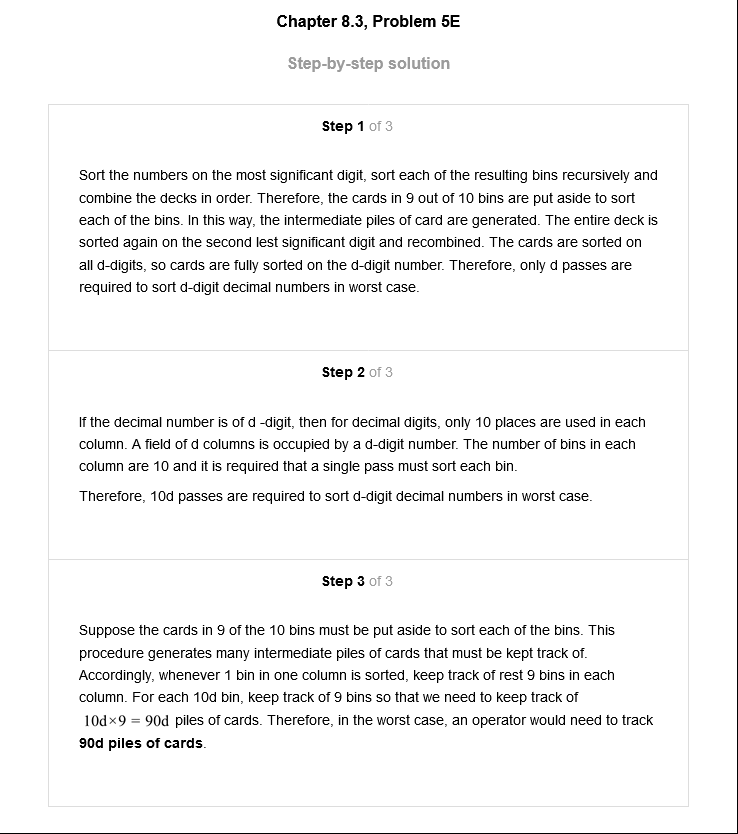 Chapter 8.3, Problem 5E
Step-by-step solution
Step 1 of 3
Sort the numbers on the most significant digit, sort each of the resulting bins recursively and
combine the decks in order. Therefore, the cards in 9 out of 10 bins are put aside to sort
each of the bins. In this way, the intermediate piles of card are generated. The entire deck is
sorted again on the second lest significant digit and recombined. The cards are sorted on
all d-digits, so cards are fully sorted on the d-digit number. Therefore, only d passes are
required to sort d-digit decimal numbers in worst case.
Step 2 of 3
If the decimal number is of d -digit, then for decimal digits, only 10 places are used in each
column. A field of d columns is occupied by a d-digit number. The number of bins in each
column are 10 and it is required that a single pass must sort each bin.
Therefore, 10d passes are required to sort d-digit decimal numbers in worst case.
Step 3 of 3
Suppose the cards in 9 of the 10 bins must be put aside to sort each of the bins. This
procedure generates many intermediate piles of cards that must be kept track of.
Accordingly, whenever 1 bin in one column is sorted, keep track of rest 9 bins in each
column. For each 10d bin, keep track of 9 bins so that we need to keep track of
10d×9 = 90d piles of cards. Therefore, in the worst case, an operator would need to track
90d piles of cards.